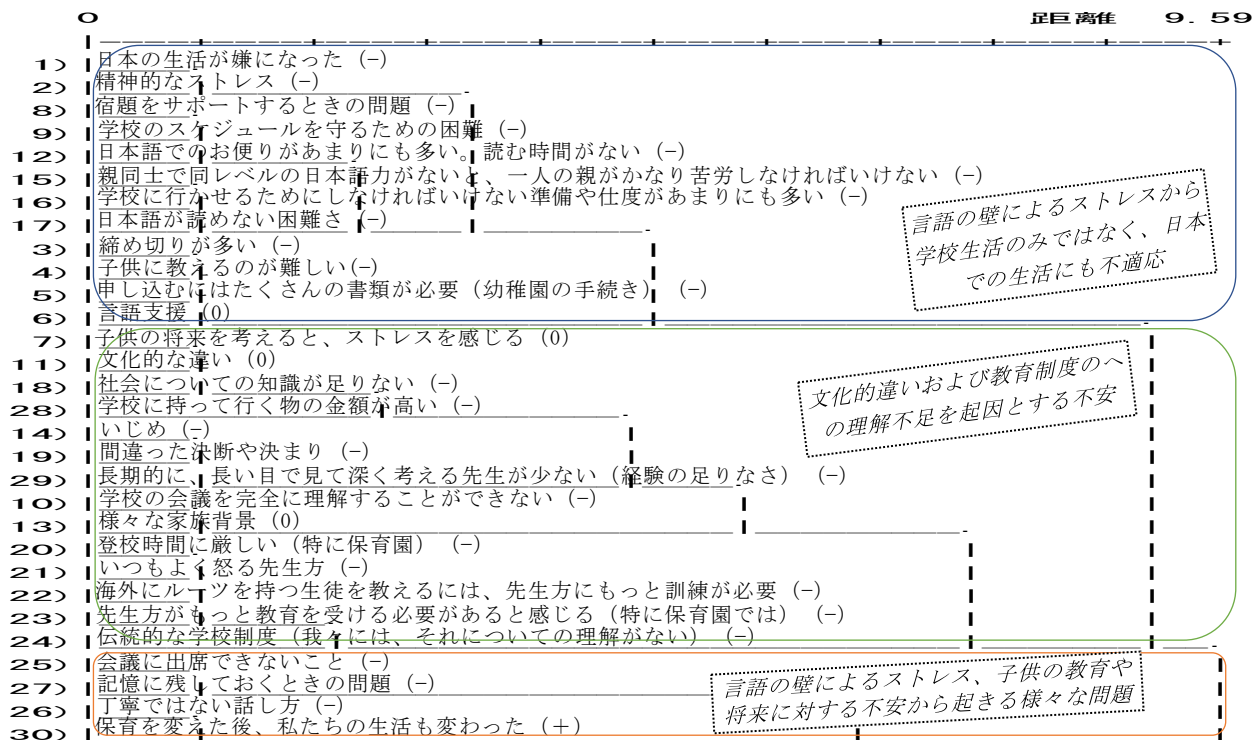 0 距離 9.59
1) 日本の生活が嫌になった (-)
2) 精神的なストレス (-)
8) 宿題をサポートするときの問題 (-)
9) 学校のスケジュールを守るための困難 (-)
12) 日本語でのお便りがあまりにも多い。読む時間がない (-)
15) 親同士で同レベルの日本語力がないと、一人の親がかなり苦労しなければいけない (-)
16) 学校に行かせるためにしなければいけない準備や仕度があまりにも多い (-)
17) 日本語が読めない困難さ (-)
3) 締め切りが多い (-)
4) 子供に教えるのが難しい(-)
5) 申し込むにはたくさんの書類が必要（幼稚園の手続き） (-)
6) 言語支援 (0)
言語の壁によるストレスから
学校生活のみではなく、日本
での生活にも不適応
7) 子供の将来を考えると、ストレスを感じる (0)
11) 文化的な違い (0)
18) 社会についての知識が足りない (-)
28) 学校に持って行く物の金額が高い (-)
14) いじめ (-)
19) 間違った決断や決まり (-)
29) 長期的に、長い目で見て深く考える先生が少ない（経験の足りなさ） (-)
10) 学校の会議を完全に理解することができない (-)
13) 様々な家族背景 (0)
20) 登校時間に厳しい（特に保育園） (-)
21) いつもよく怒る先生方 (-)
22) 海外にルーツを持つ生徒を教えるには、先生方にもっと訓練が必要 (-)
23) 先生方がもっと教育を受ける必要があると感じる（特に保育園では） (-)
24) 伝統的な学校制度（我々には、それについての理解がない） (-)
文化的違いおよび教育制度のへ
の理解不足を起因とする不安
25) 会議に出席できないこと (-)
27) 記憶に残しておくときの問題 (-)
26) 丁寧ではない話し方 (-)
30) 保育を変えた後、私たちの生活も変わった (+)
言語の壁によるストレス、子供の教育や
将来に対する不安から起きる様々な問題